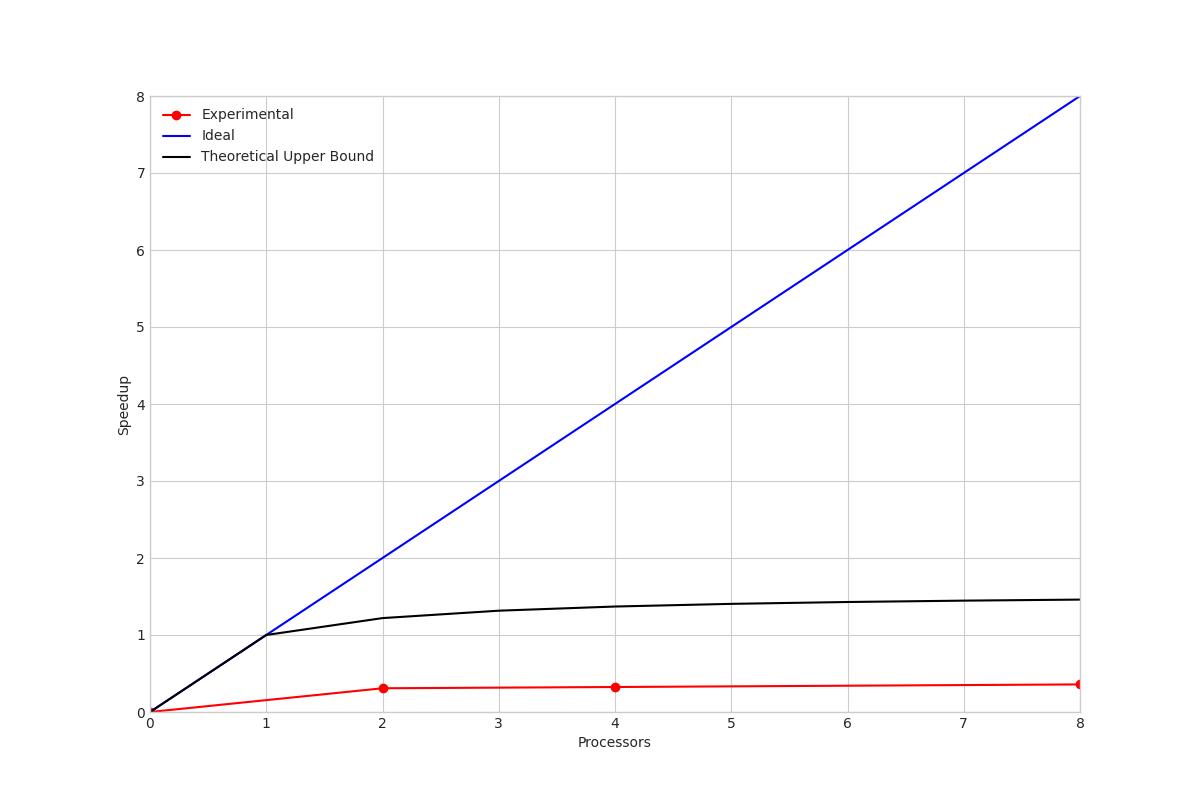 Experimental
Ideal
Theoretical Upper Bound
8
7
6
5
4
3
2
1
0
Speedup
0 1 2 3 4 5 6 7 8
Processors